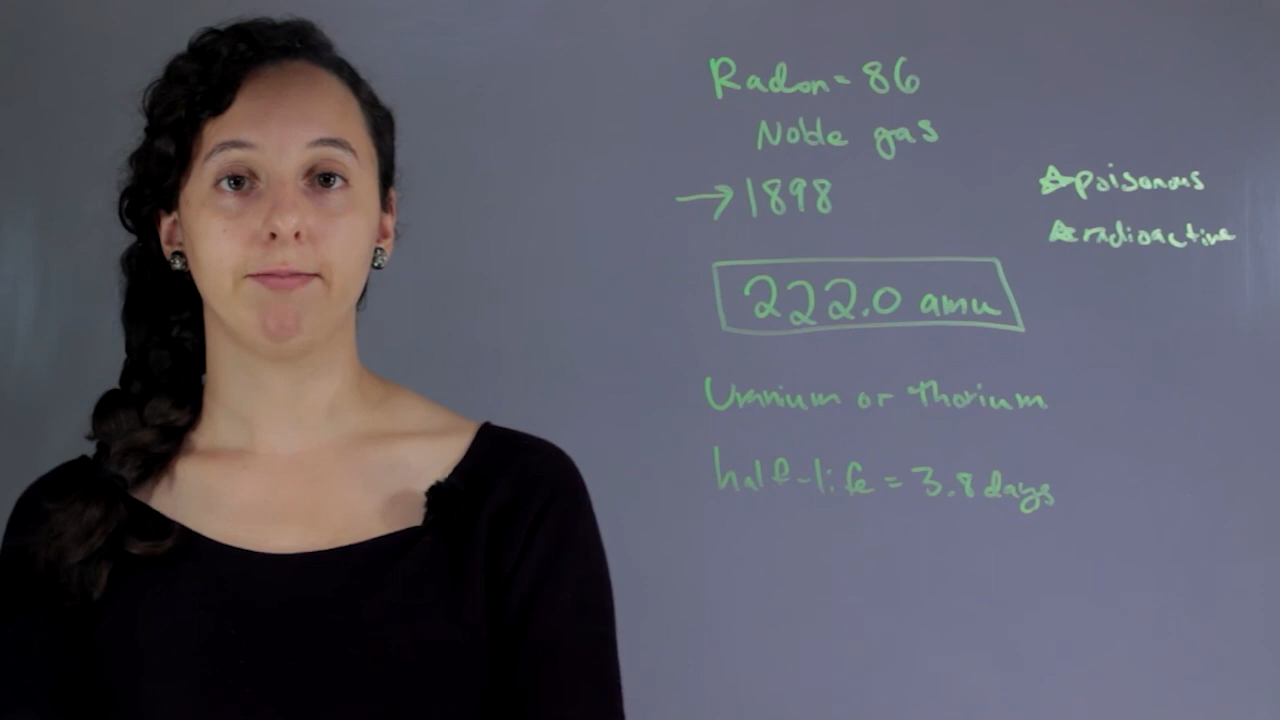 Radon = 86
Noble gas
→ 1898
☆ poisonous
☆ radioactive
222.0 amu
Uranium or thorium
half-life = 3.8 days